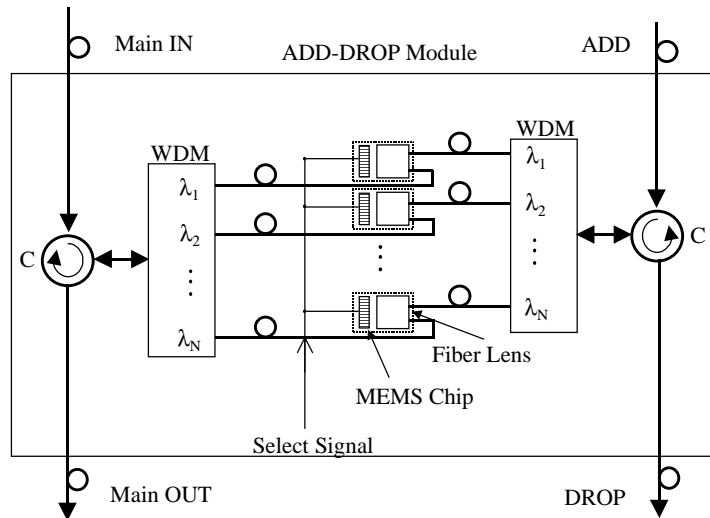 Main IN
ADD-DROP Module
ADD
WDM
WDM
λ1
λ1
λ2
λ2
C
C
⋮
⋮
⋮
λN
λN
Fiber Lens
MEMS Chip
Select Signal
Main OUT
DROP